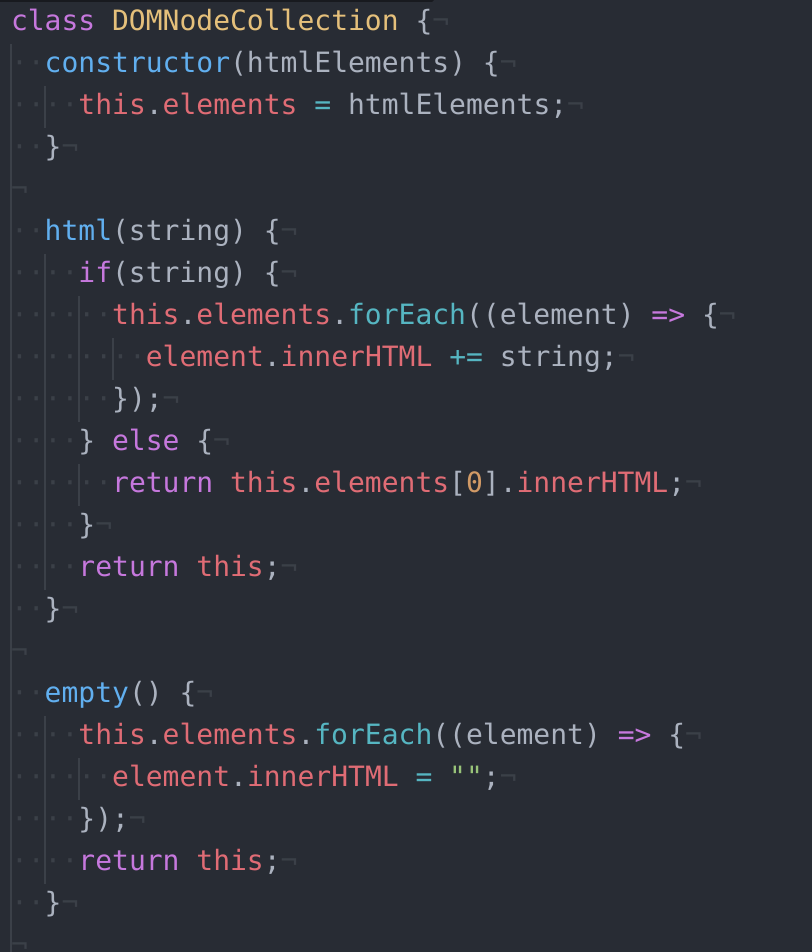 class DOMNodeCollection {¬
··constructor(htmlElements) {¬
····this.elements = htmlElements;¬
··}¬
¬
··html(string) {¬
····if(string) {¬
······this.elements.forEach((element) => {¬
········element.innerHTML += string;¬
······});¬
····} else {¬
······return this.elements[0].innerHTML;¬
····}¬
····return this;¬
··}¬
¬
··empty() {¬
····this.elements.forEach((element) => {¬
······element.innerHTML = "";¬
····});¬
····return this;¬
··}¬
¬